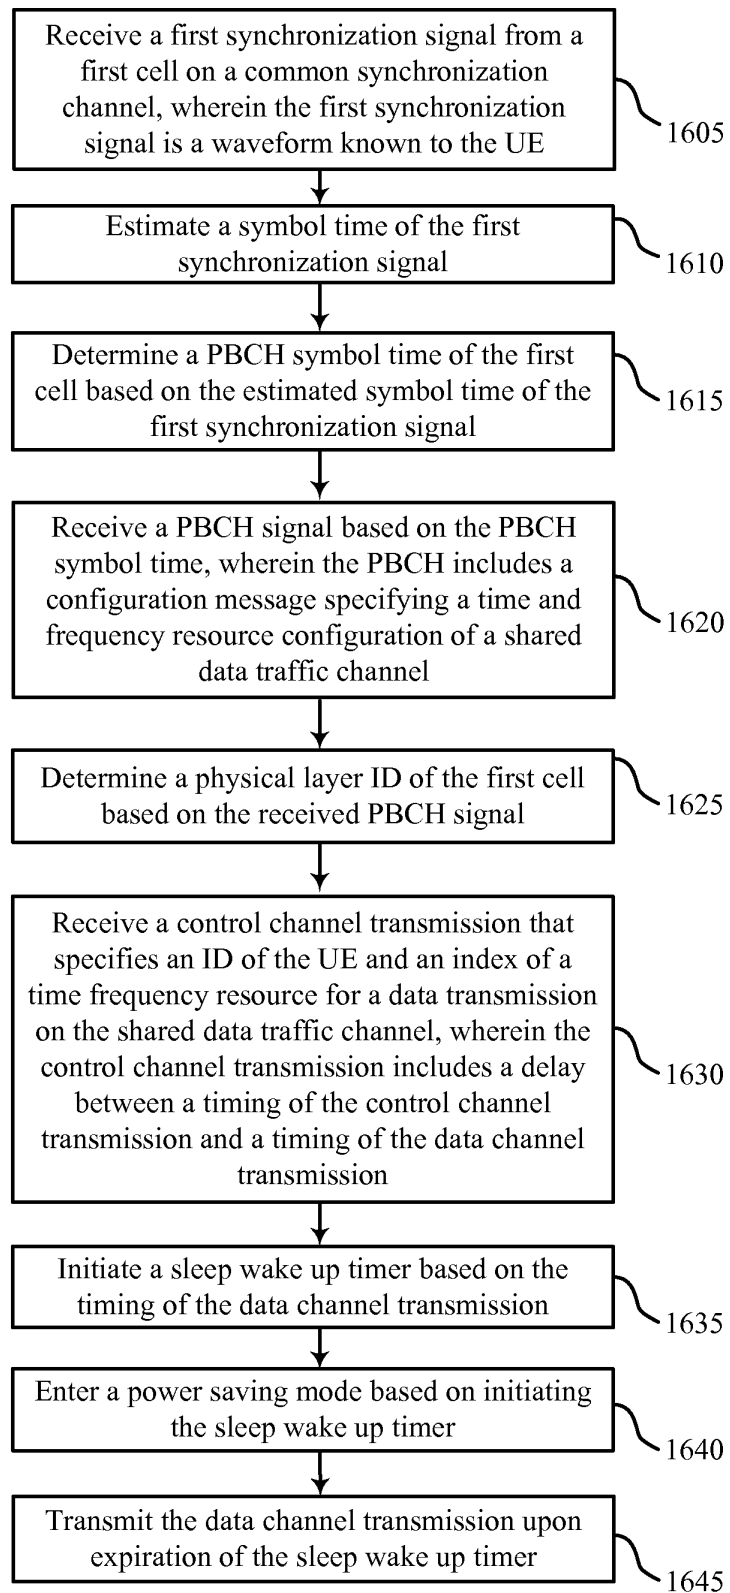 Receive a first synchronization signal from a
first cell on a common synchronization
channel, wherein the first synchronization
signal is a waveform known to the UE
1605
Estimate a symbol time of the first
synchronization signal
1610
Determine a PBCH symbol time of the first
cell based on the estimated symbol time of the
first synchronization signal
1615
Receive a PBCH signal based on the PBCH
symbol time, wherein the PBCH includes a
configuration message specifying a time and
frequency resource configuration of a shared
data traffic channel
1620
Determine a physical layer ID of the first cell
based on the received PBCH signal
1625
Receive a control channel transmission that
specifies an ID of the UE and an index of a
time frequency resource for a data transmission
on the shared data traffic channel, wherein the
control channel transmission includes a delay
between a timing of the control channel
transmission and a timing of the data channel
transmission
1630
Initiate a sleep wake up timer based on the
timing of the data channel transmission
1635
Enter a power saving mode based on initiating
the sleep wake up timer
1640
Transmit the data channel transmission upon
expiration of the sleep wake up timer
1645